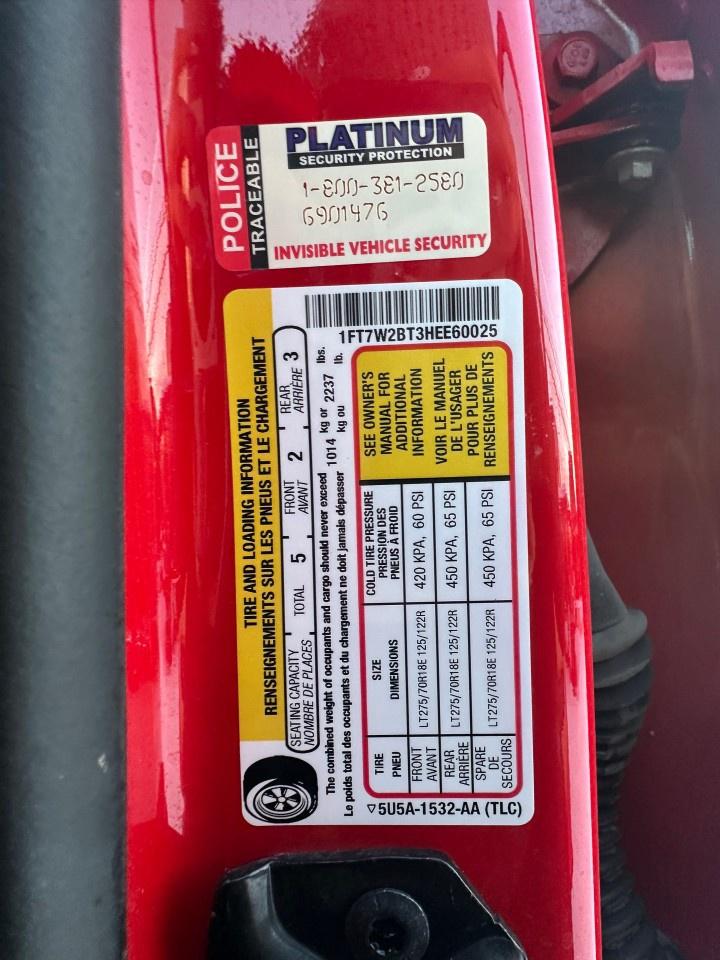 POLICE
TRACEABLE
PLATINUM
SECURITY PROTECTION
1-800-381-2580
6901476
INVISIBLE VEHICLE SECURITY
1FT7W2BT3HEE60025
TIRE AND LOADING INFORMATION
RENSEIGNEMENTS SUR LES PNEUS ET LE CHARGEMENT
SEATING CAPACITY TOTAL 5 FRONT 2 REAR 3
NOMBRE DE PLACES AVANT ARRIÈRE
The combined weight of occupants and cargo should never exceed 1014 kg or 2237 lbs.
Le poids total des occupants et du chargement ne doit jamais dépasser kg ou lb.
TIRE SIZE COLD TIRE PRESSURE
PNEU DIMENSIONS PRESSION DES
PNEUS À FROID
FRONT LT275/70R18E 125/122R 420 KPA, 60 PSI
AVANT
REAR LT275/70R18E 125/122R 450 KPA, 65 PSI
ARRIÈRE
SPARE LT275/70R18E 125/122R 450 KPA, 65 PSI
DE
SECOURS
SEE OWNER'S
MANUAL FOR
ADDITIONAL
INFORMATION
VOIR LE MANUEL
DE L'USAGER
POUR PLUS DE
RENSEIGNEMENTS
▽5U5A-1532-AA (TLC)